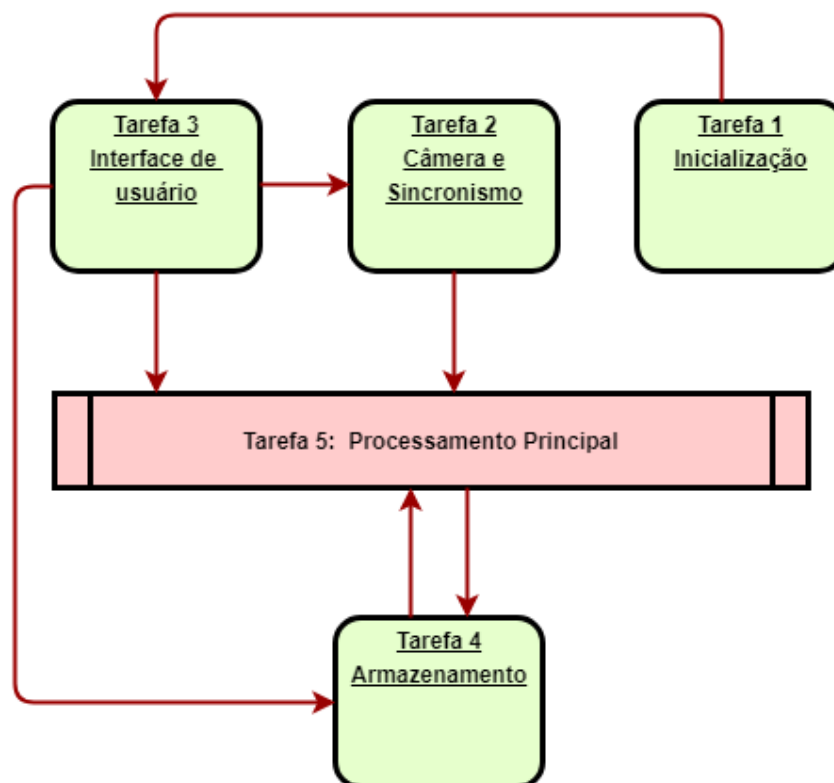 Tarefa 3
Interface de
usuário
Tarefa 2
Câmera e
Sincronismo
Tarefa 1
Inicialização
Tarefa 5: Processamento Principal
Tarefa 4
Armazenamento